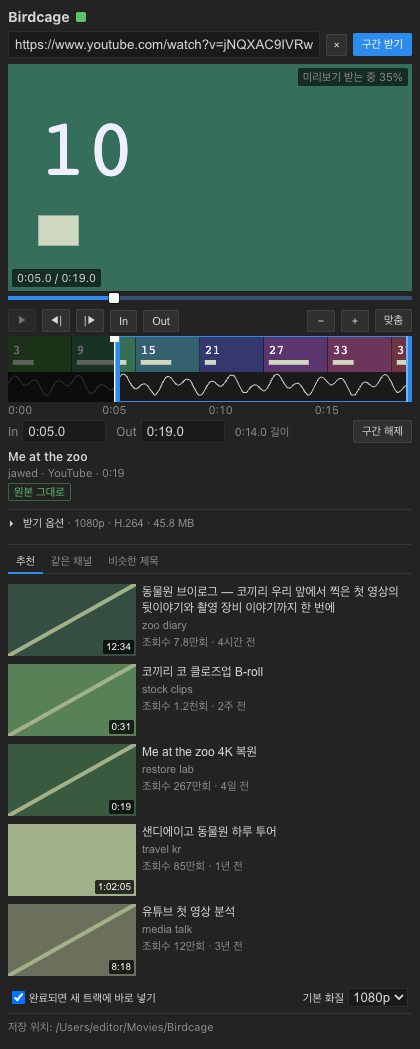 Birdcage
https://www.youtube.com/watch?v=jNQXAC9IVRw × 구간 받기
미리보기 받는 중 35%
10
0:05.0 / 0:19.0
In Out − + 맞춤
3 9 15 21 27 33
0:00 0:05 0:10 0:15
In 0:05.0 Out 0:19.0 0:14.0 길이 구간 해제
Me at the zoo
jawed · YouTube · 0:19
원본 그대로
받기 옵션 · 1080p · H.264 · 45.8 MB
추천 같은 채널 비슷한 제목
동물원 브이로그 — 코끼리 우리 앞에서 찍은 첫 영상의
뒷이야기와 촬영 장비 이야기까지 한 번에
zoo diary
조회수 7.8만회 · 4시간 전
12:34
코끼리 코 클로즈업 B-roll
stock clips
조회수 1.2천회 · 2주 전
0:31
Me at the zoo 4K 복원
restore lab
조회수 267만회 · 4일 전
0:19
샌디에이고 동물원 하루 투어
travel kr
조회수 85만회 · 1년 전
1:02:05
유튜브 첫 영상 분석
media talk
조회수 12만회 · 3년 전
8:18
완료되면 새 트랙에 바로 넣기 기본 화질 1080p
저장 위치: /Users/editor/Movies/Birdcage